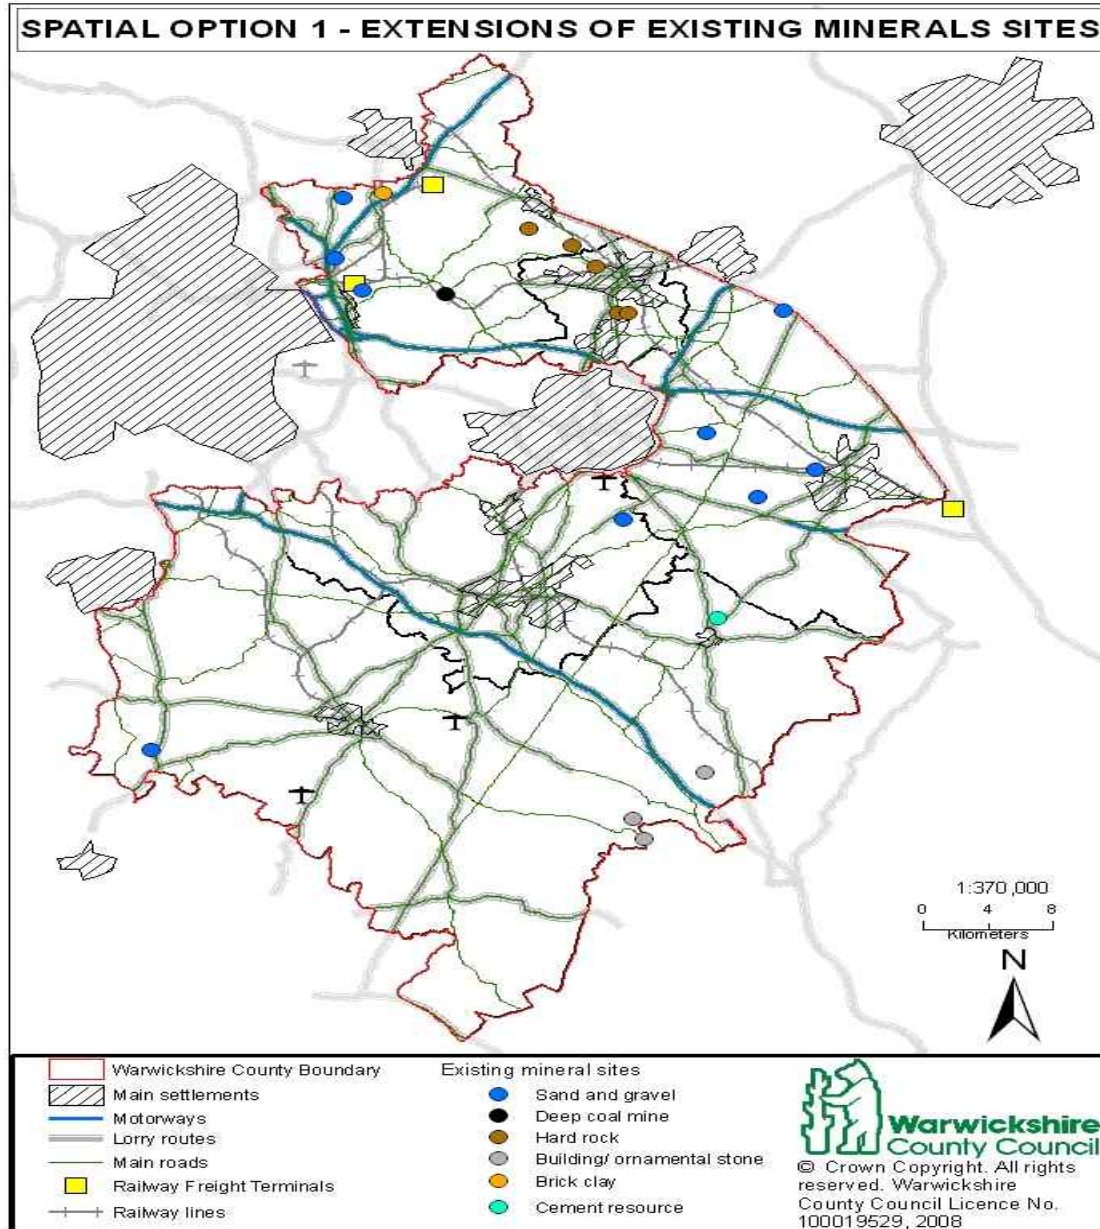 SPATIAL OPTION 1 - EXTENSIONS OF EXISTING MINERALS SITES
1:370,000
0 4 8
Kilometers
N
Warwickshire County Boundary
Main settlements
Motorways
Lorry routes
Main roads
Railway Freight Terminals
Railway lines
Existing mineral sites
Sand and gravel
Deep coal mine
Hard rock
Building/ ornamental stone
Brick clay
Cement resource
Warwickshire
County Council
© Crown Copyright. All rights
reserved. Warwickshire
County Council Licence No.
100019529, 2008